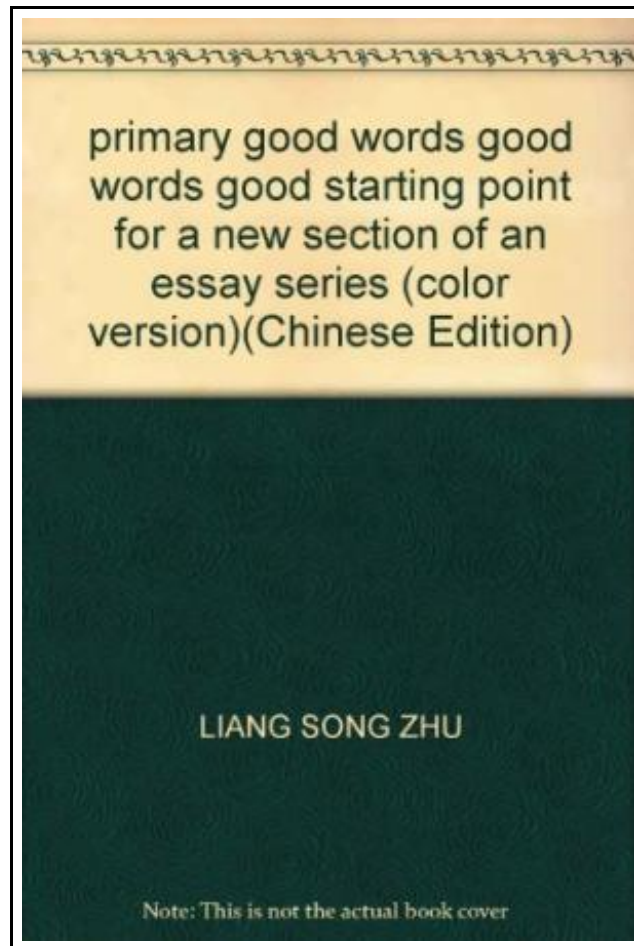 primary good words good
words good starting point
for a new section of an
essay series (color
version)(Chinese Edition)
LIANG SONG ZHU
Note: This is not the actual book cover